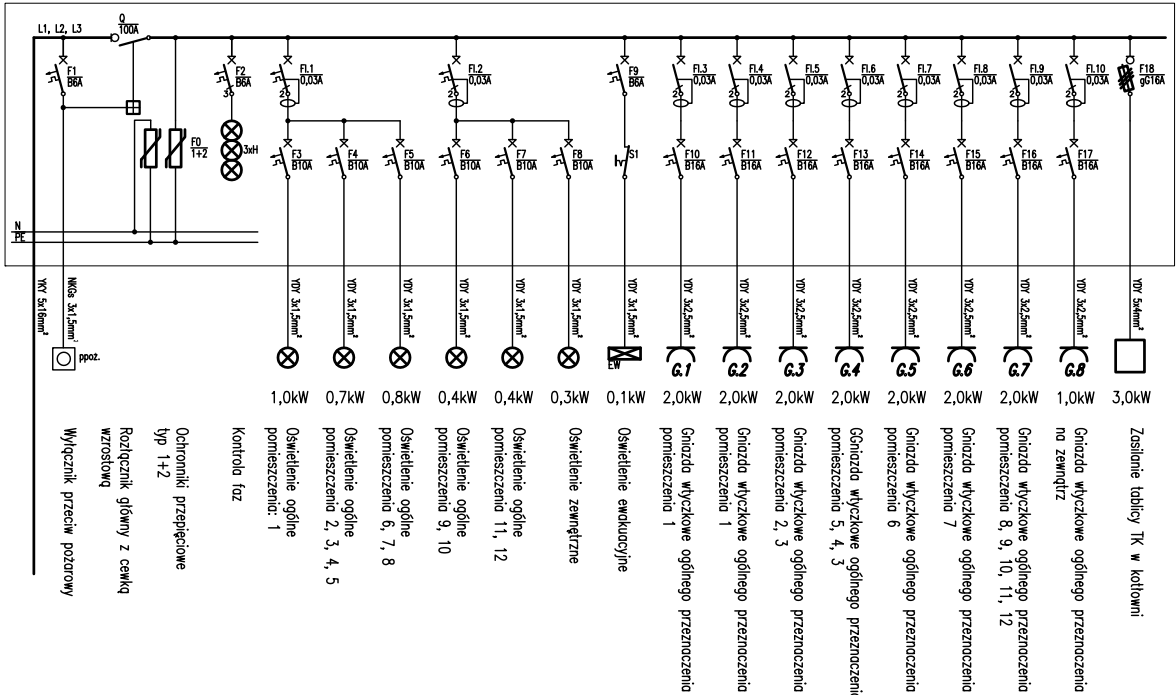 L1, L2, L3
Q
100A
F1
B6A
F2
B6A
3
FI.1
0,03A
2
FI.2
0,03A
2
F9
B6A
FI.3
0,03A
2
FI.4
0,03A
2
FI.5
0,03A
2
FI.6
0,03A
2
FI.7
0,03A
2
FI.8
0,03A
2
FI.9
0,03A
2
FI.10
0,03A
2
F18
gG16A
F0
1+2
3xH
F3
B10A
F4
B10A
F5
B10A
F6
B10A
F7
B10A
F8
B10A
S1
F10
B16A
F11
B16A
F12
B16A
F13
B16A
F14
B16A
F15
B16A
F16
B16A
F17
B16A
N
PE
YKY 5x16mm²
NKGs 3x1,5mm²
YDY 3x1,5mm²
YDY 3x1,5mm²
YDY 3x1,5mm²
YDY 3x1,5mm²
YDY 3x1,5mm²
YDY 3x1,5mm²
YDY 3x1,5mm²
YDY 3x2,5mm²
YDY 3x2,5mm²
YDY 3x2,5mm²
YDY 3x2,5mm²
YDY 3x2,5mm²
YDY 3x2,5mm²
YDY 3x2,5mm²
YDY 3x2,5mm²
YDY 5x4mm²
ppoż.
EW
G.1
G.2
G.3
G.4
G.5
G.6
G.7
G.8
1,0kW
0,7kW
0,8kW
0,4kW
0,4kW
0,3kW
0,1kW
2,0kW
2,0kW
2,0kW
2,0kW
2,0kW
2,0kW
2,0kW
1,0kW
3,0kW
Wyłącznik przeciw pożarowy
Rozłącznik główny z cewką
wzrostową
Ochronniki przepięciowe
typ 1+2
Kontrola faz
Oświetlenie ogólne
pomieszczenia: 1
Oświetlenie ogólne
pomieszczenia 2, 3, 4, 5
Oświetlenie ogólne
pomieszczenia 6, 7, 8
Oświetlenie ogólne
pomieszczenia 9, 10
Oświetlenie ogólne
pomieszczenia 11, 12
Oświetlenie zewnętrzne
Oświetlenie ewakuacyjne
Gniazda wtyczkowe ogólnego przeznaczenia
pomieszczenia 1
Gniazda wtyczkowe ogólnego przeznaczenia
pomieszczenia 1
Gniazda wtyczkowe ogólnego przeznaczenia
pomieszczenia 2, 3
GGniazda wtyczkowe ogólnego przeznaczenia
pomieszczenia 5, 4, 3
Gniazda wtyczkowe ogólnego przeznaczenia
pomieszczenia 6
Gniazda wtyczkowe ogólnego przeznaczenia
pomieszczenia 7
Gniazda wtyczkowe ogólnego przeznaczenia
pomieszczenia 8, 9, 10, 11, 12
Gniazda wtyczkowe ogólnego przeznaczenia
na zewnątrz
Zasilanie tablicy TK w kotłowni